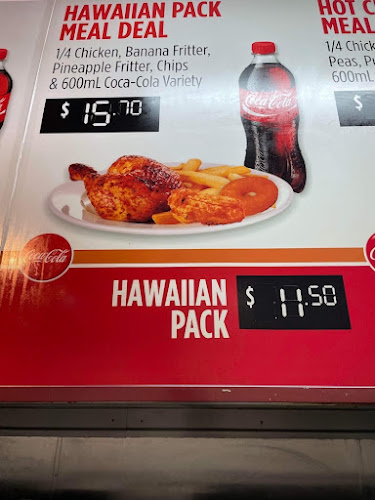 HAWAIIAN PACK
MEAL DEAL
1/4 Chicken, Banana Fritter,
Pineapple Fritter, Chips
& 600mL Coca-Cola Variety
$ 15.70
Coca-Cola
Coca-Cola
HAWAIIAN
PACK
$ 11.50
HOT C
MEAL
1/4 Chick
Peas, P
600mL
$